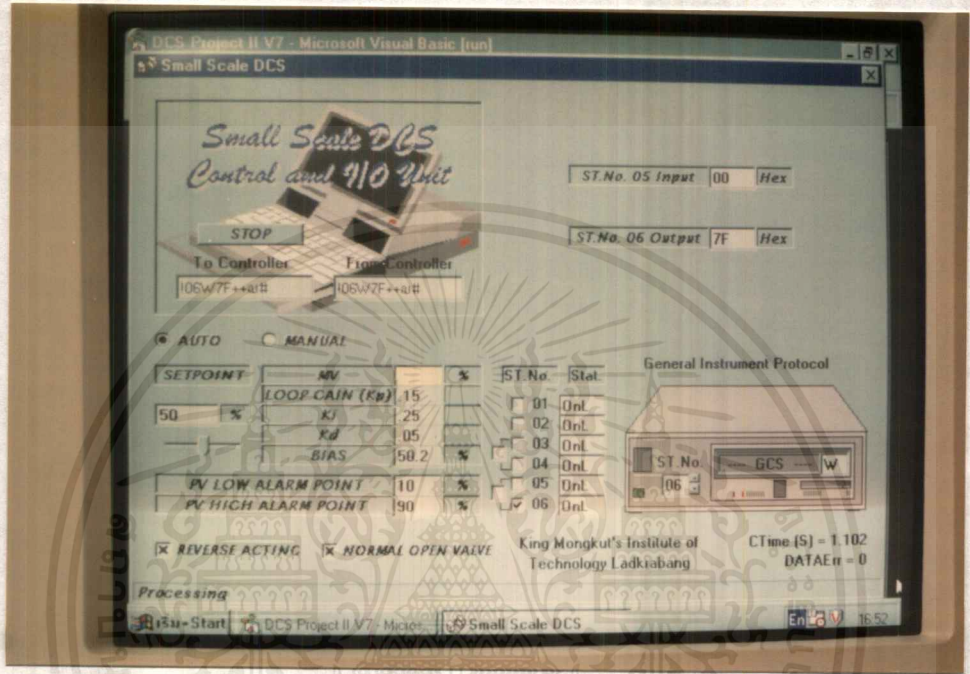 DCS Project II V7 - Microsoft Visual Basic [run]
Small Scale DCS
Small Scale DCS
Control and I/O Unit
STOP
To Controller
From Controller
ST.No. 05 Input 00 Hex
ST.No. 06 Output 7F Hex
AUTO
MANUAL
SETPOINT
50 %
MV %
LOOP GAIN (Kp) .15
Ki .25
Kd .05
BIAS 50.2 %
PV LOW ALARM POINT 10 %
PV HIGH ALARM POINT 90 %
REVERSE ACTING
NORMAL OPEN VALVE
ST.No. Stat.
01 OnL
02 OnL
03 OnL
04 OnL
05 OnL
06 OnL
General Instrument Protocol
ST.No.
06
---- GCS ----
W
King Mongkut's Institute of
Technology Ladkrabang
CTime (S) = 1.102
DATAErr = 0
Processing
เริ่ม-Start
DCS Project II V7 - Micros...
Small Scale DCS
En
16:52